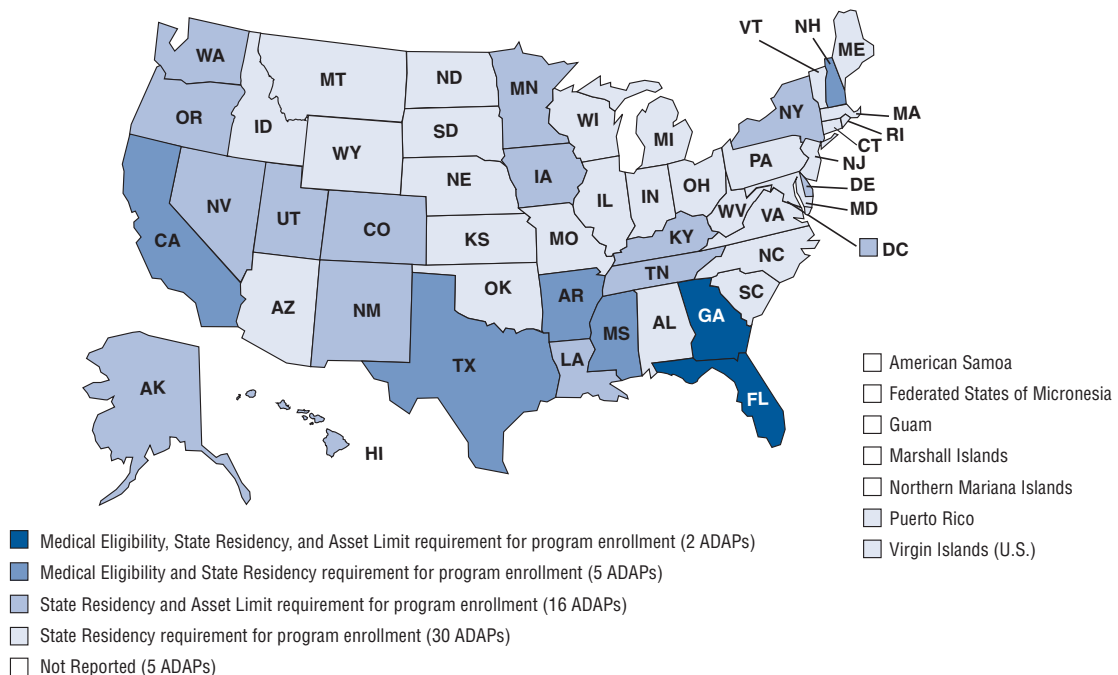 VT
NH
ME
WA
MT
ND
MN
OR
ID
WI
MI
NY
MA
RI
CT
SD
WY
PA
NJ
IA
NE
OH
DE
IL
IN
MD
NV
UT
CO
WV
VA
CA
KS
MO
KY
DC
NC
TN
OK
AZ
NM
AR
SC
MS
AL
GA
TX
LA
FL
AK
HI
American Samoa
Federated States of Micronesia
Guam
Marshall Islands
Northern Mariana Islands
Puerto Rico
Virgin Islands (U.S.)
Medical Eligibility, State Residency, and Asset Limit requirement for program enrollment (2 ADAPs)
Medical Eligibility and State Residency requirement for program enrollment (5 ADAPs)
State Residency and Asset Limit requirement for program enrollment (16 ADAPs)
State Residency requirement for program enrollment (30 ADAPs)
Not Reported (5 ADAPs)